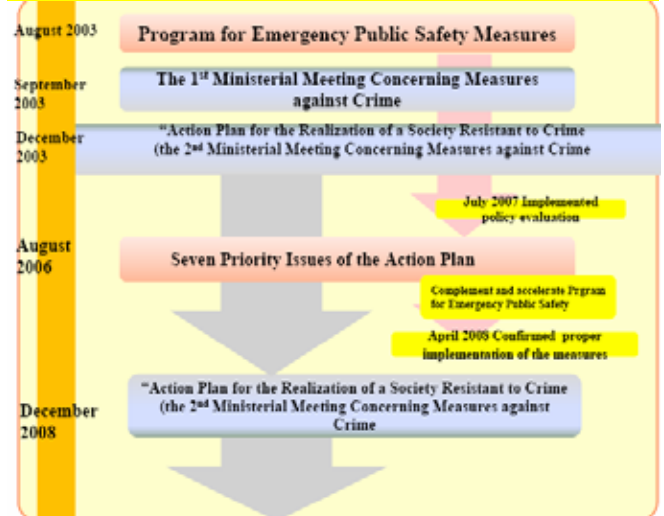 August 2003
Program for Emergency Public Safety Measures
September
2003
The 1st Ministerial Meeting Concerning Measures
against Crime
December
2003
“Action Plan for the Realization of a Society Resistant to Crime
(the 2nd Ministerial Meeting Concerning Measures against Crime
July 2007 Implemented
policy evaluation
August
2006
Seven Priority Issues of the Action Plan
Complement and accelerate Prgram
for Emergency Public Safety
April 2008 Confirmed proper
implementation of the measures
December
2008
“Action Plan for the Realization of a Society Resistant to Crime
(the 2nd Ministerial Meeting Concerning Measures against
Crime